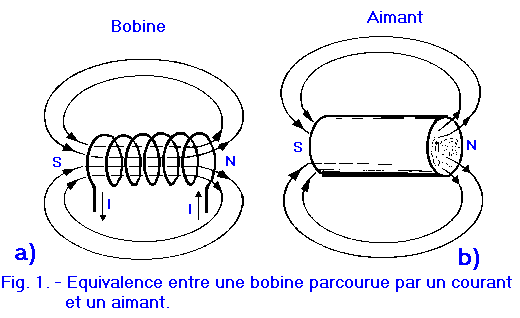 Bobine
Aimant
S
N
S
N
I
I
a)
b)
Fig. 1. - Equivalence entre une bobine parcourue par un courant
et un aimant.